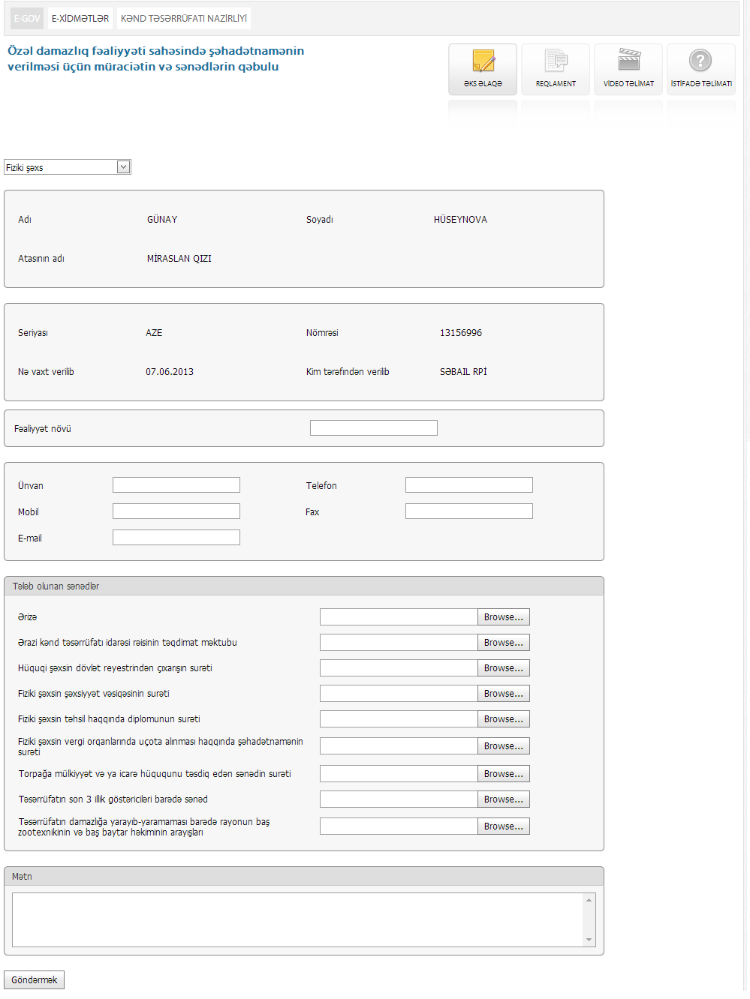 E-GOV E-XİDMƏTLƏR KƏND TƏSƏRRÜFATI NAZİRLİYİ
Özəl damazlıq fəaliyyəti sahəsində şəhadətnamənin
verilməsi üçün müraciətin və sənədlərin qəbulu
ƏKS ƏLAQƏ REQLAMENT VİDEO TƏLİMAT İSTİFADƏ TƏLİMATI
Fiziki şəxs
Adı GÜNAY Soyadı HÜSEYNOVA
Atasının adı MİRASLAN QIZI
Seriyası AZE Nömrəsi 13156996
Nə vaxt verilib 07.06.2013 Kim tərəfindən verilib SƏBAIL RPİ
Fəaliyyət növü
Ünvan Telefon
Mobil Fax
E-mail
Tələb olunan sənədlər
Ərizə Browse...
Ərazi kənd təsərrüfatı idarəsi rəisinin təqdimat məktubu Browse...
Hüquqi şəxsin dövlət reyestrindən çıxarışın surəti Browse...
Fiziki şəxsin şəxsiyyət vəsiqəsinin surəti Browse...
Fiziki şəxsin təhsil haqqında diplomunun surəti Browse...
Fiziki şəxsin vergi orqanlarında uçota alınması haqqında şəhadətnamənin
surəti Browse...
Torpağa mülkiyyət və ya icarə hüququnu təsdiq edən sənədin surəti Browse...
Təsərrüfatın son 3 illik göstəriciləri barədə sənəd Browse...
Təsərrüfatın damazlığa yarayıb-yaramaması barədə rayonun baş
zootexnikinin və baş baytar həkiminin arayışları Browse...
Mətn
Göndərmək